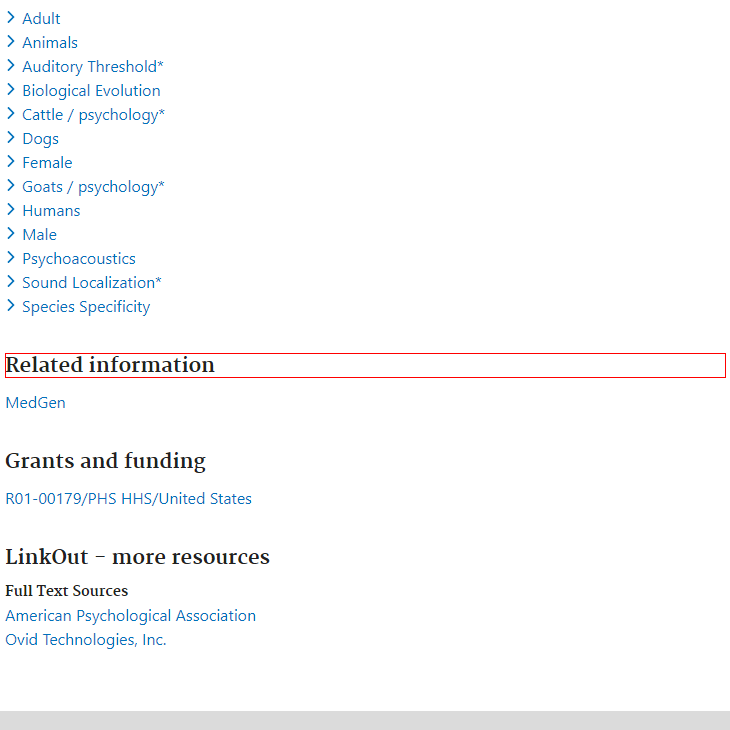 Adult
Animals
Auditory Threshold*
Biological Evolution
Cattle / psychology*
Dogs
Female
Goats / psychology*
Humans
Male
Psychoacoustics
Sound Localization*
Species Specificity
Related information
MedGen
Grants and funding
R01-00179/PHS HHS/United States
LinkOut - more resources
Full Text Sources
American Psychological Association
Ovid Technologies, Inc.